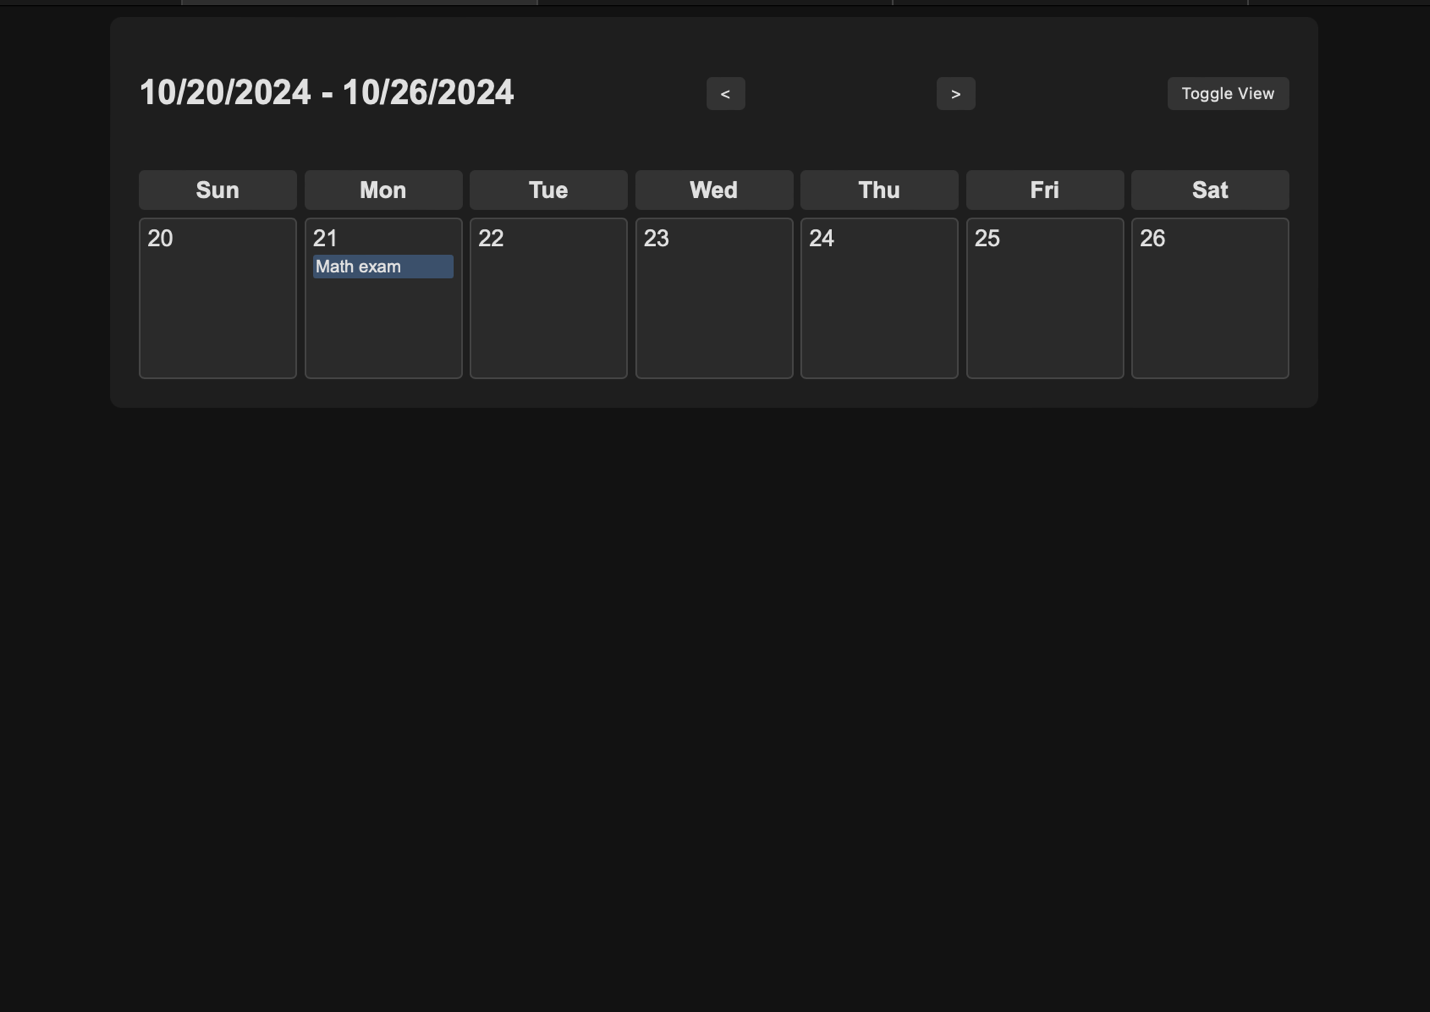 10/20/2024 - 10/26/2024 < > Toggle View
Sun Mon Tue Wed Thu Fri Sat
20 21 22 23 24 25 26
Math exam